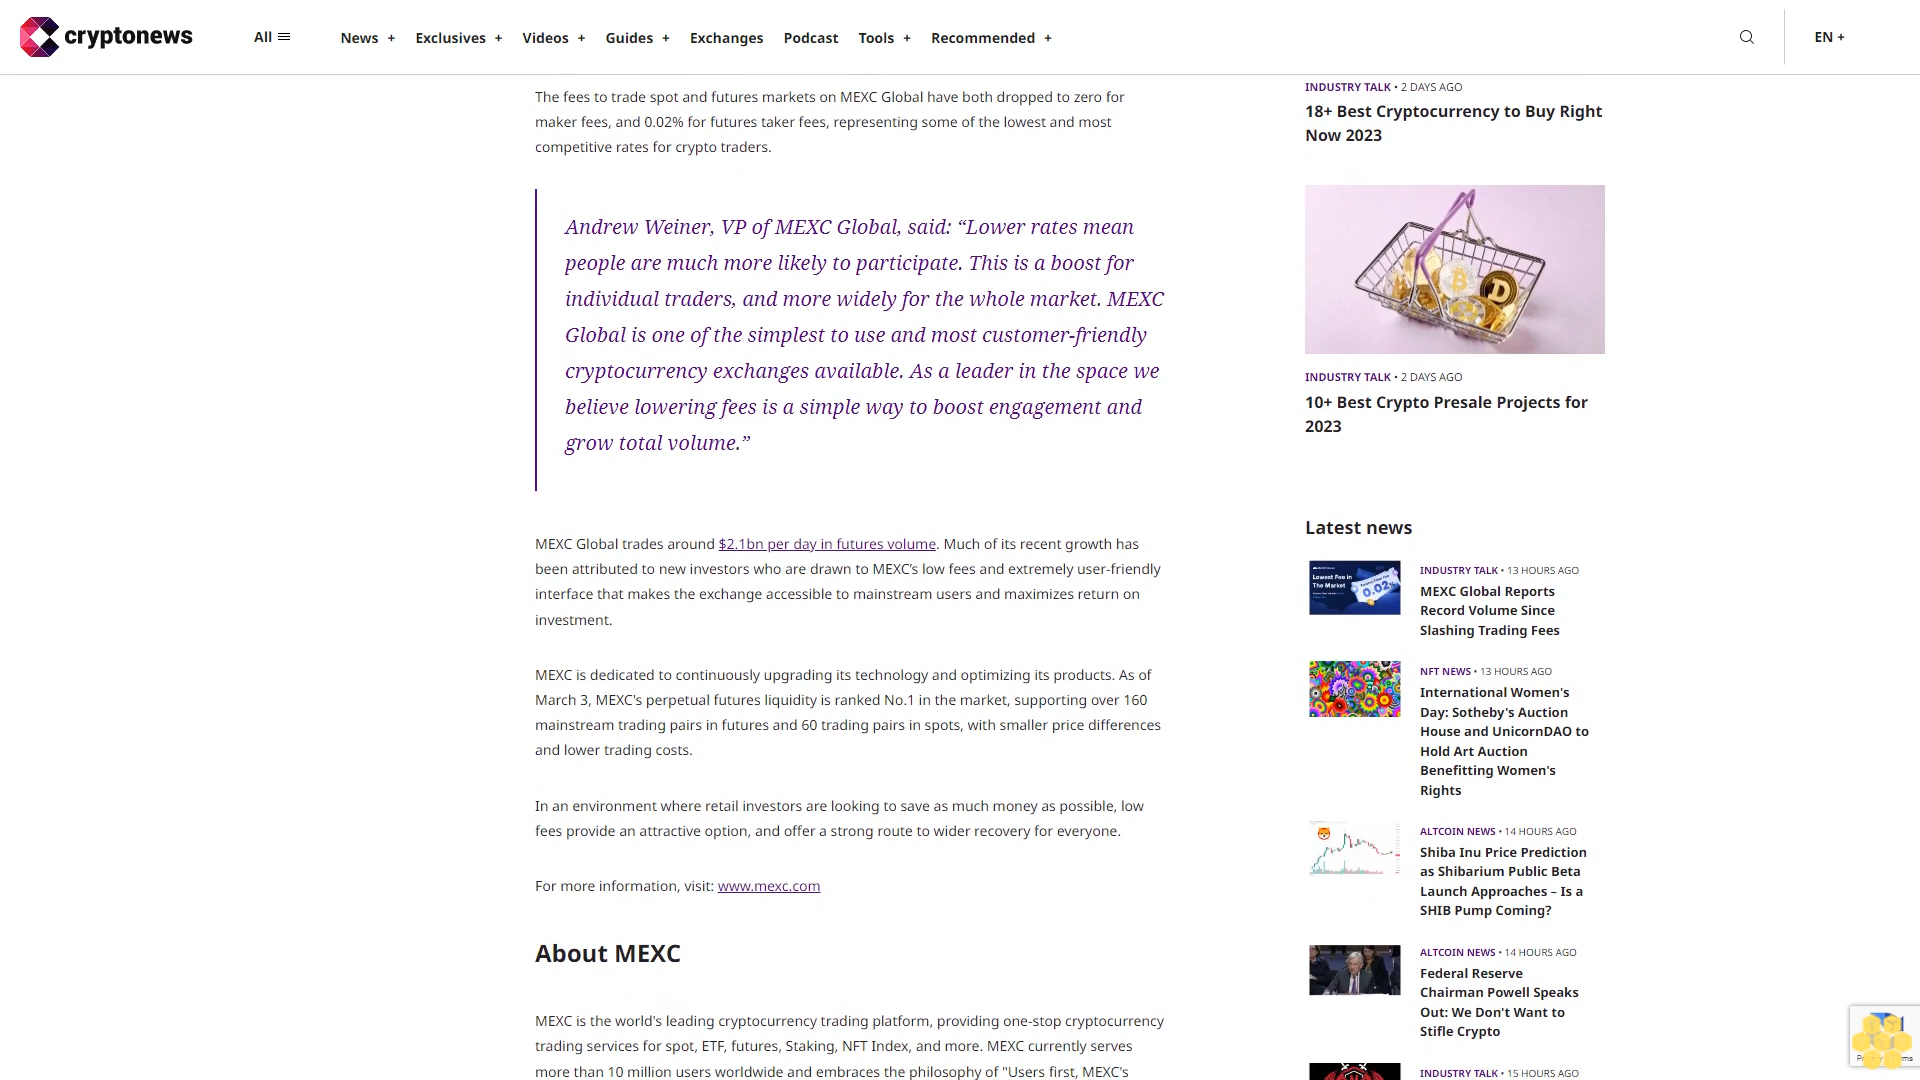 cryptonews
All
News +
Exclusives +
Videos +
Guides +
Exchanges
Podcast
Tools +
Recommended +
EN +
The fees to trade spot and futures markets on MEXC Global have both dropped to zero for
maker fees, and 0.02% for futures taker fees, representing some of the lowest and most
competitive rates for crypto traders.
Andrew Weiner, VP of MEXC Global, said: “Lower rates mean
people are much more likely to participate. This is a boost for
individual traders, and more widely for the whole market. MEXC
Global is one of the simplest to use and most customer-friendly
cryptocurrency exchanges available. As a leader in the space we
believe lowering fees is a simple way to boost engagement and
grow total volume.”
MEXC Global trades around $2.1bn per day in futures volume. Much of its recent growth has
been attributed to new investors who are drawn to MEXC’s low fees and extremely user-friendly
interface that makes the exchange accessible to mainstream users and maximizes return on
investment.
MEXC is dedicated to continuously upgrading its technology and optimizing its products. As of
March 3, MEXC's perpetual futures liquidity is ranked No.1 in the market, supporting over 160
mainstream trading pairs in futures and 60 trading pairs in spots, with smaller price differences
and lower trading costs.
In an environment where retail investors are looking to save as much money as possible, low
fees provide an attractive option, and offer a strong route to wider recovery for everyone.
For more information, visit: www.mexc.com
About MEXC
MEXC is the world's leading cryptocurrency trading platform, providing one-stop cryptocurrency
trading services for spot, ETF, futures, Staking, NFT Index, and more. MEXC currently serves
more than 10 million users worldwide and embraces the philosophy of "Users first, MEXC's
INDUSTRY TALK • 2 DAYS AGO
18+ Best Cryptocurrency to Buy Right
Now 2023
INDUSTRY TALK • 2 DAYS AGO
10+ Best Crypto Presale Projects for
2023
Latest news
Lowest Fee in
The Market
0.02%
INDUSTRY TALK • 13 HOURS AGO
MEXC Global Reports
Record Volume Since
Slashing Trading Fees
NFT NEWS • 13 HOURS AGO
International Women's
Day: Sotheby's Auction
House and UnicornDAO to
Hold Art Auction
Benefitting Women's
Rights
ALTCOIN NEWS • 14 HOURS AGO
Shiba Inu Price Prediction
as Shibarium Public Beta
Launch Approaches – Is a
SHIB Pump Coming?
ALTCOIN NEWS • 14 HOURS AGO
Federal Reserve
Chairman Powell Speaks
Out: We Don't Want to
Stifle Crypto
INDUSTRY TALK • 15 HOURS AGO